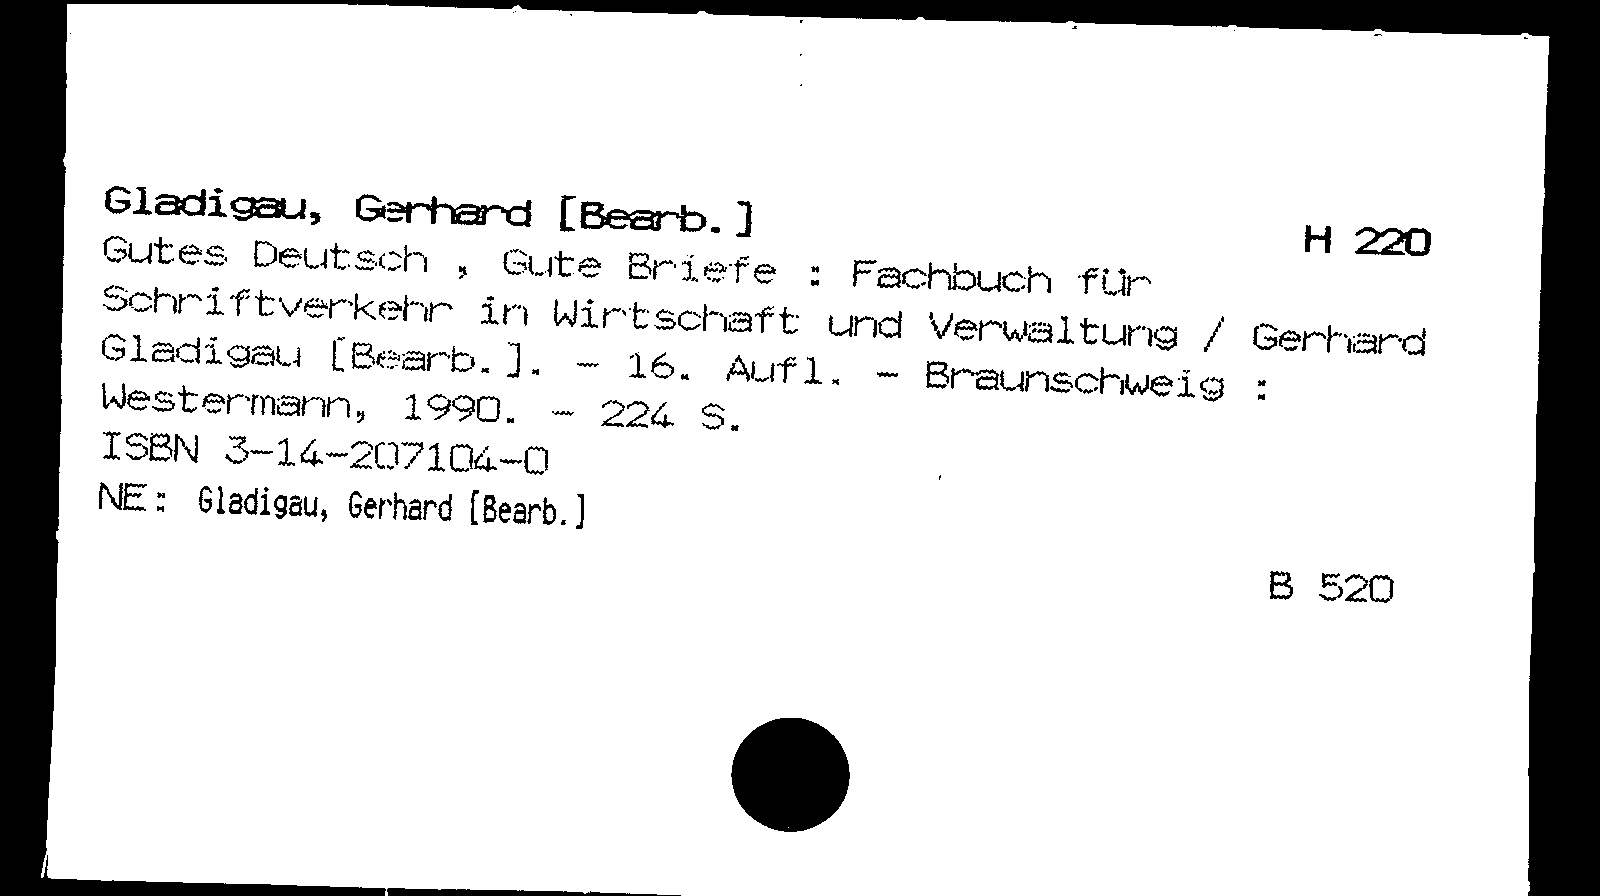 Gladigau, Gerhard [Bearb.]
H 220
Gutes Deutsch , Gute Briefe : Fachbuch für
Schriftverkehr in Wirtschaft und Verwaltung / Gerhard
Gladigau [Bearb.]. - 16. Aufl. - Braunschweig :
Westermann, 1990. - 224 S.
ISBN 3-14-207104-0
NE: Gladigau, Gerhard [Bearb.]
B 520